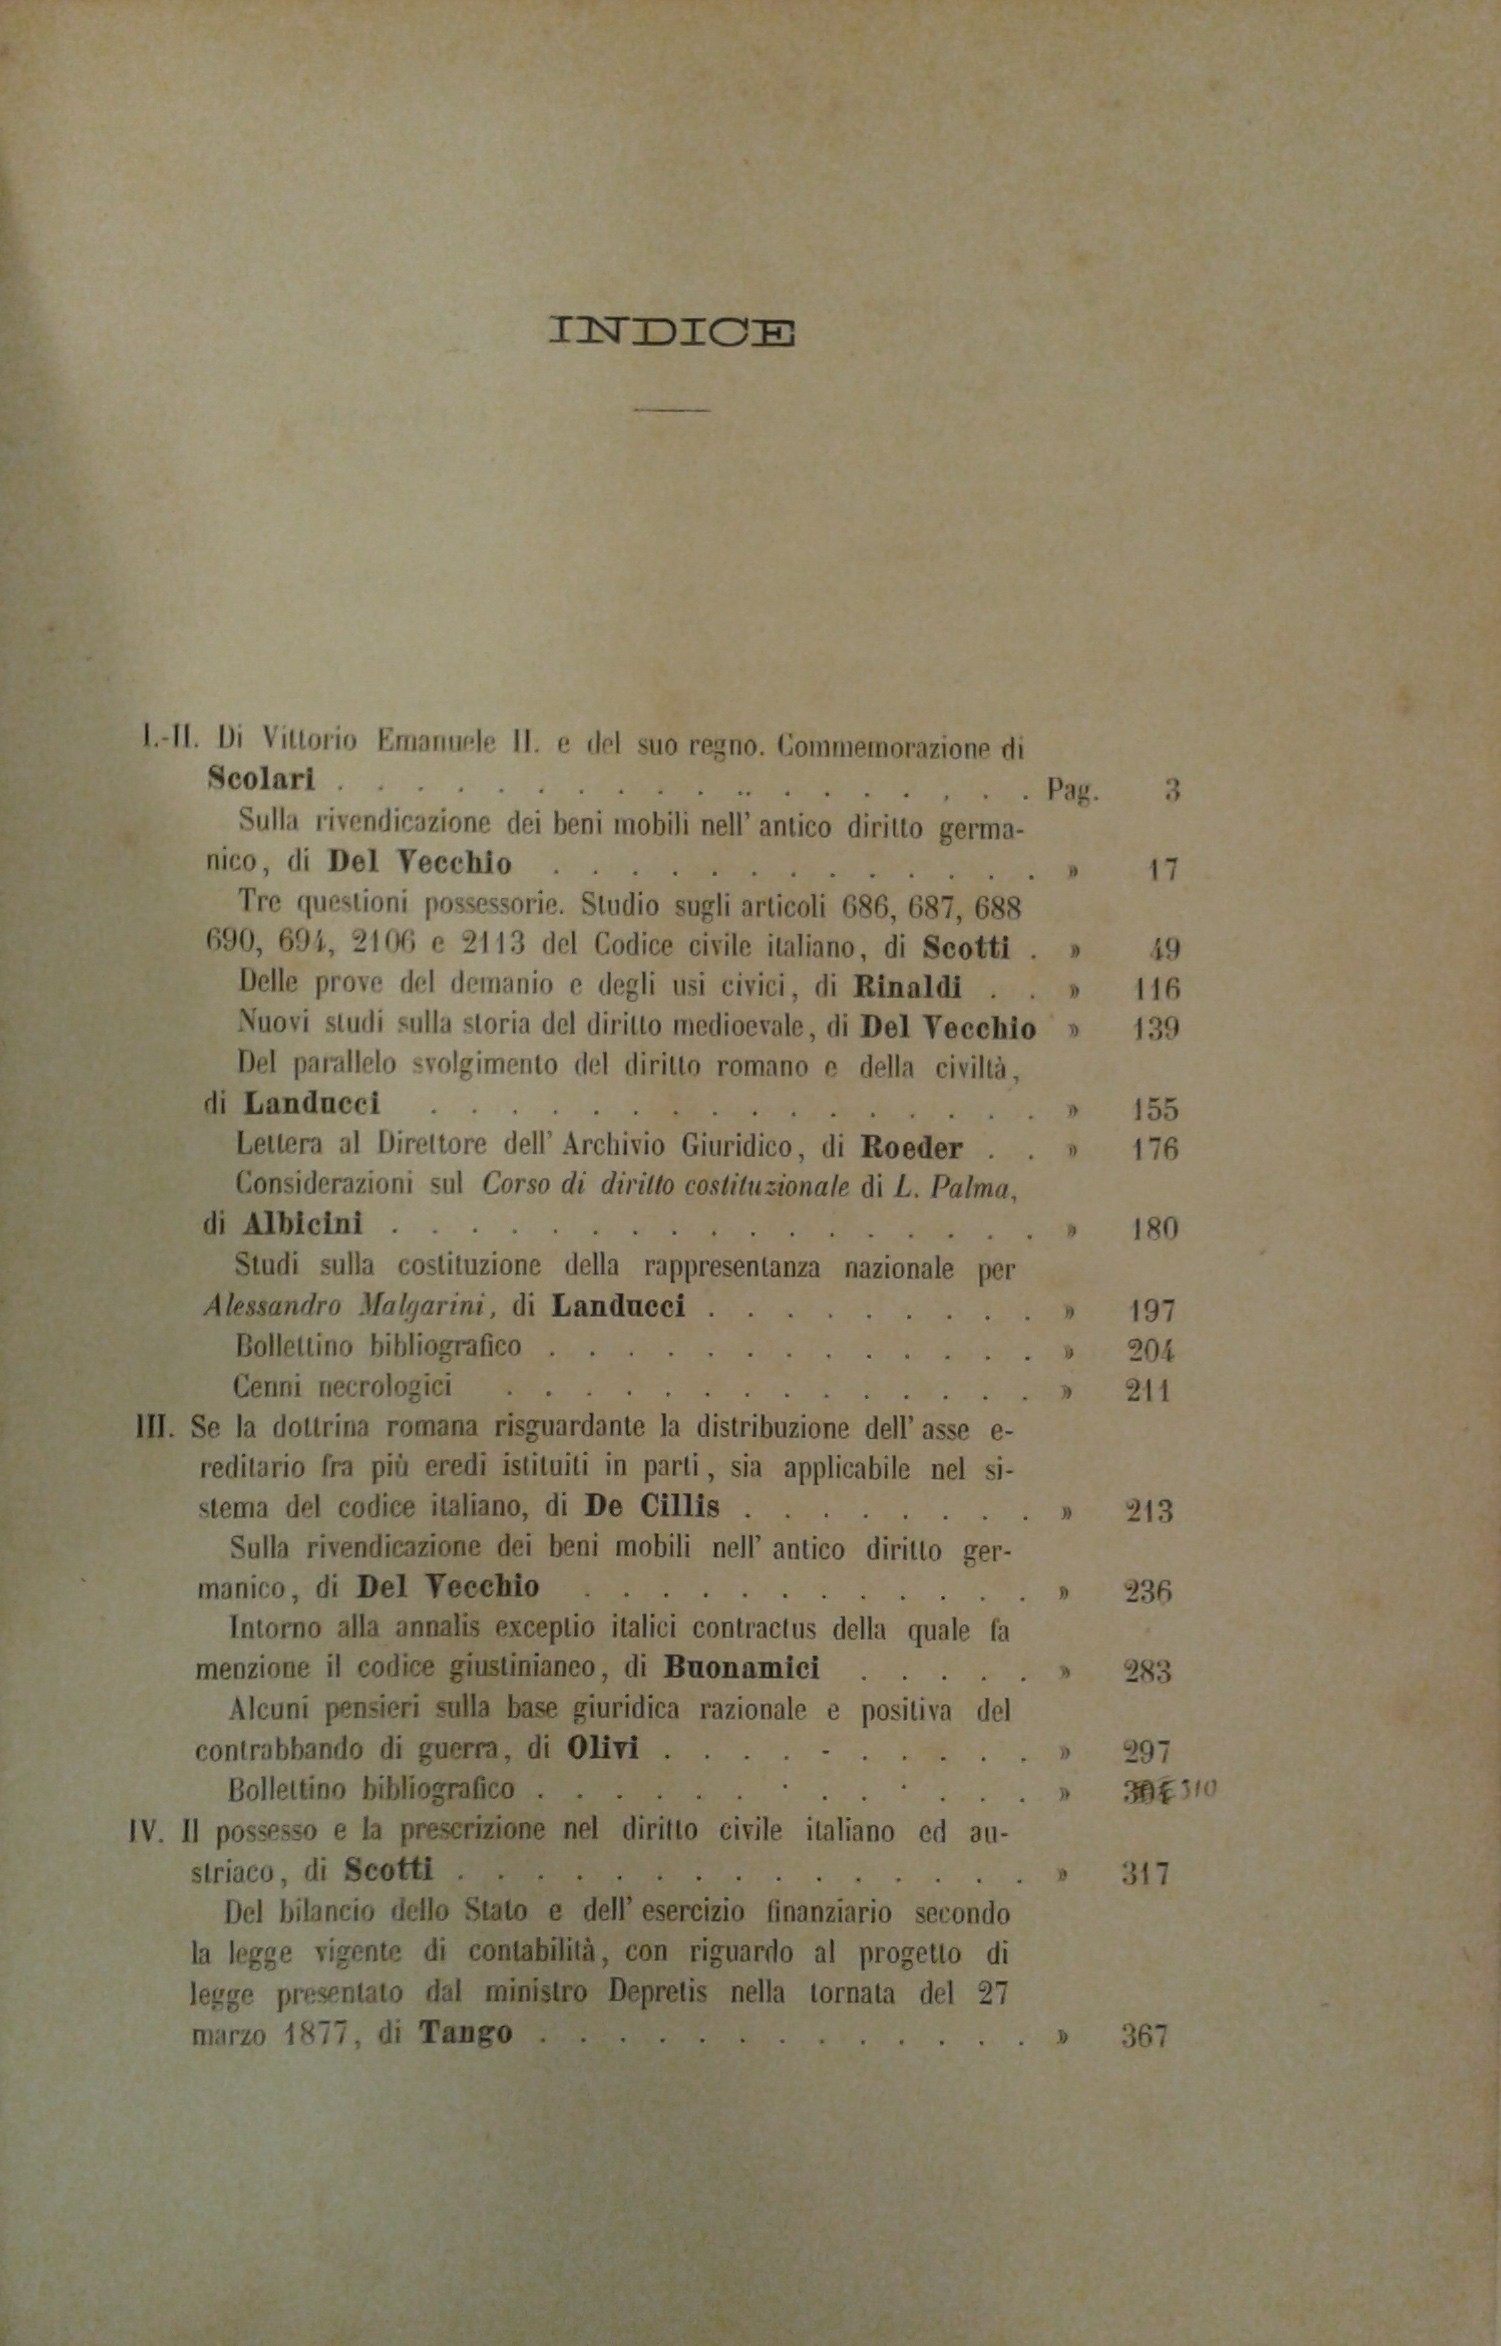 INDICE
I.-II. Di Vittorio Emanuele II. e del suo regno. Commemorazione di
Scolari . . . . . . . . . . . . . . . . . . Pag. 3
Sulla rivendicazione dei beni mobili nell' antico diritto germa-
nico, di Del Vecchio . . . . . . . . . . . . . » 17
Tre questioni possessorie. Studio sugli articoli 686, 687, 688
690, 694, 2106 e 2113 del Codice civile italiano, di Scotti . » 49
Delle prove del demanio e degli usi civici, di Rinaldi . . » 116
Nuovi studi sulla storia del diritto medioevale, di Del Vecchio » 139
Del parallelo svolgimento del diritto romano e della civiltà,
di Landucci . . . . . . . . . . . . . . . . » 155
Lettera al Direttore dell' Archivio Giuridico, di Roeder . . » 176
Considerazioni sul Corso di diritto costituzionale di L. Palma,
di Albicini . . . . . . . . . . . . . . . . . » 180
Studi sulla costituzione della rappresentanza nazionale per
Alessandro Malgarini, di Landucci . . . . . . . . . » 197
Bollettino bibliografico . . . . . . . . . . . . . » 204
Cenni necrologici . . . . . . . . . . . . . . » 211
III. Se la dottrina romana risguardante la distribuzione dell' asse e-
reditario fra più eredi istituiti in parti, sia applicabile nel si-
stema del codice italiano, di De Cillis . . . . . . . . » 213
Sulla rivendicazione dei beni mobili nell' antico diritto ger-
manico, di Del Vecchio . . . . . . . . . . . . » 236
Intorno alla annalis exceptio italici contractus della quale fa
menzione il codice giustinianeo, di Buonamici . . . . . » 283
Alcuni pensieri sulla base giuridica razionale e positiva del
contrabbando di guerra, di Olivi . . . . . . . . . . » 297
Bollettino bibliografico . . . . . . . . . . . . . » 310
IV. Il possesso e la prescrizione nel diritto civile italiano ed au-
striaco, di Scotti . . . . . . . . . . . . . . . » 317
Del bilancio dello Stato e dell' esercizio finanziario secondo
la legge vigente di contabilità, con riguardo al progetto di
legge presentato dal ministro Depretis nella tornata del 27
marzo 1877, di Tango . . . . . . . . . . . . . » 367